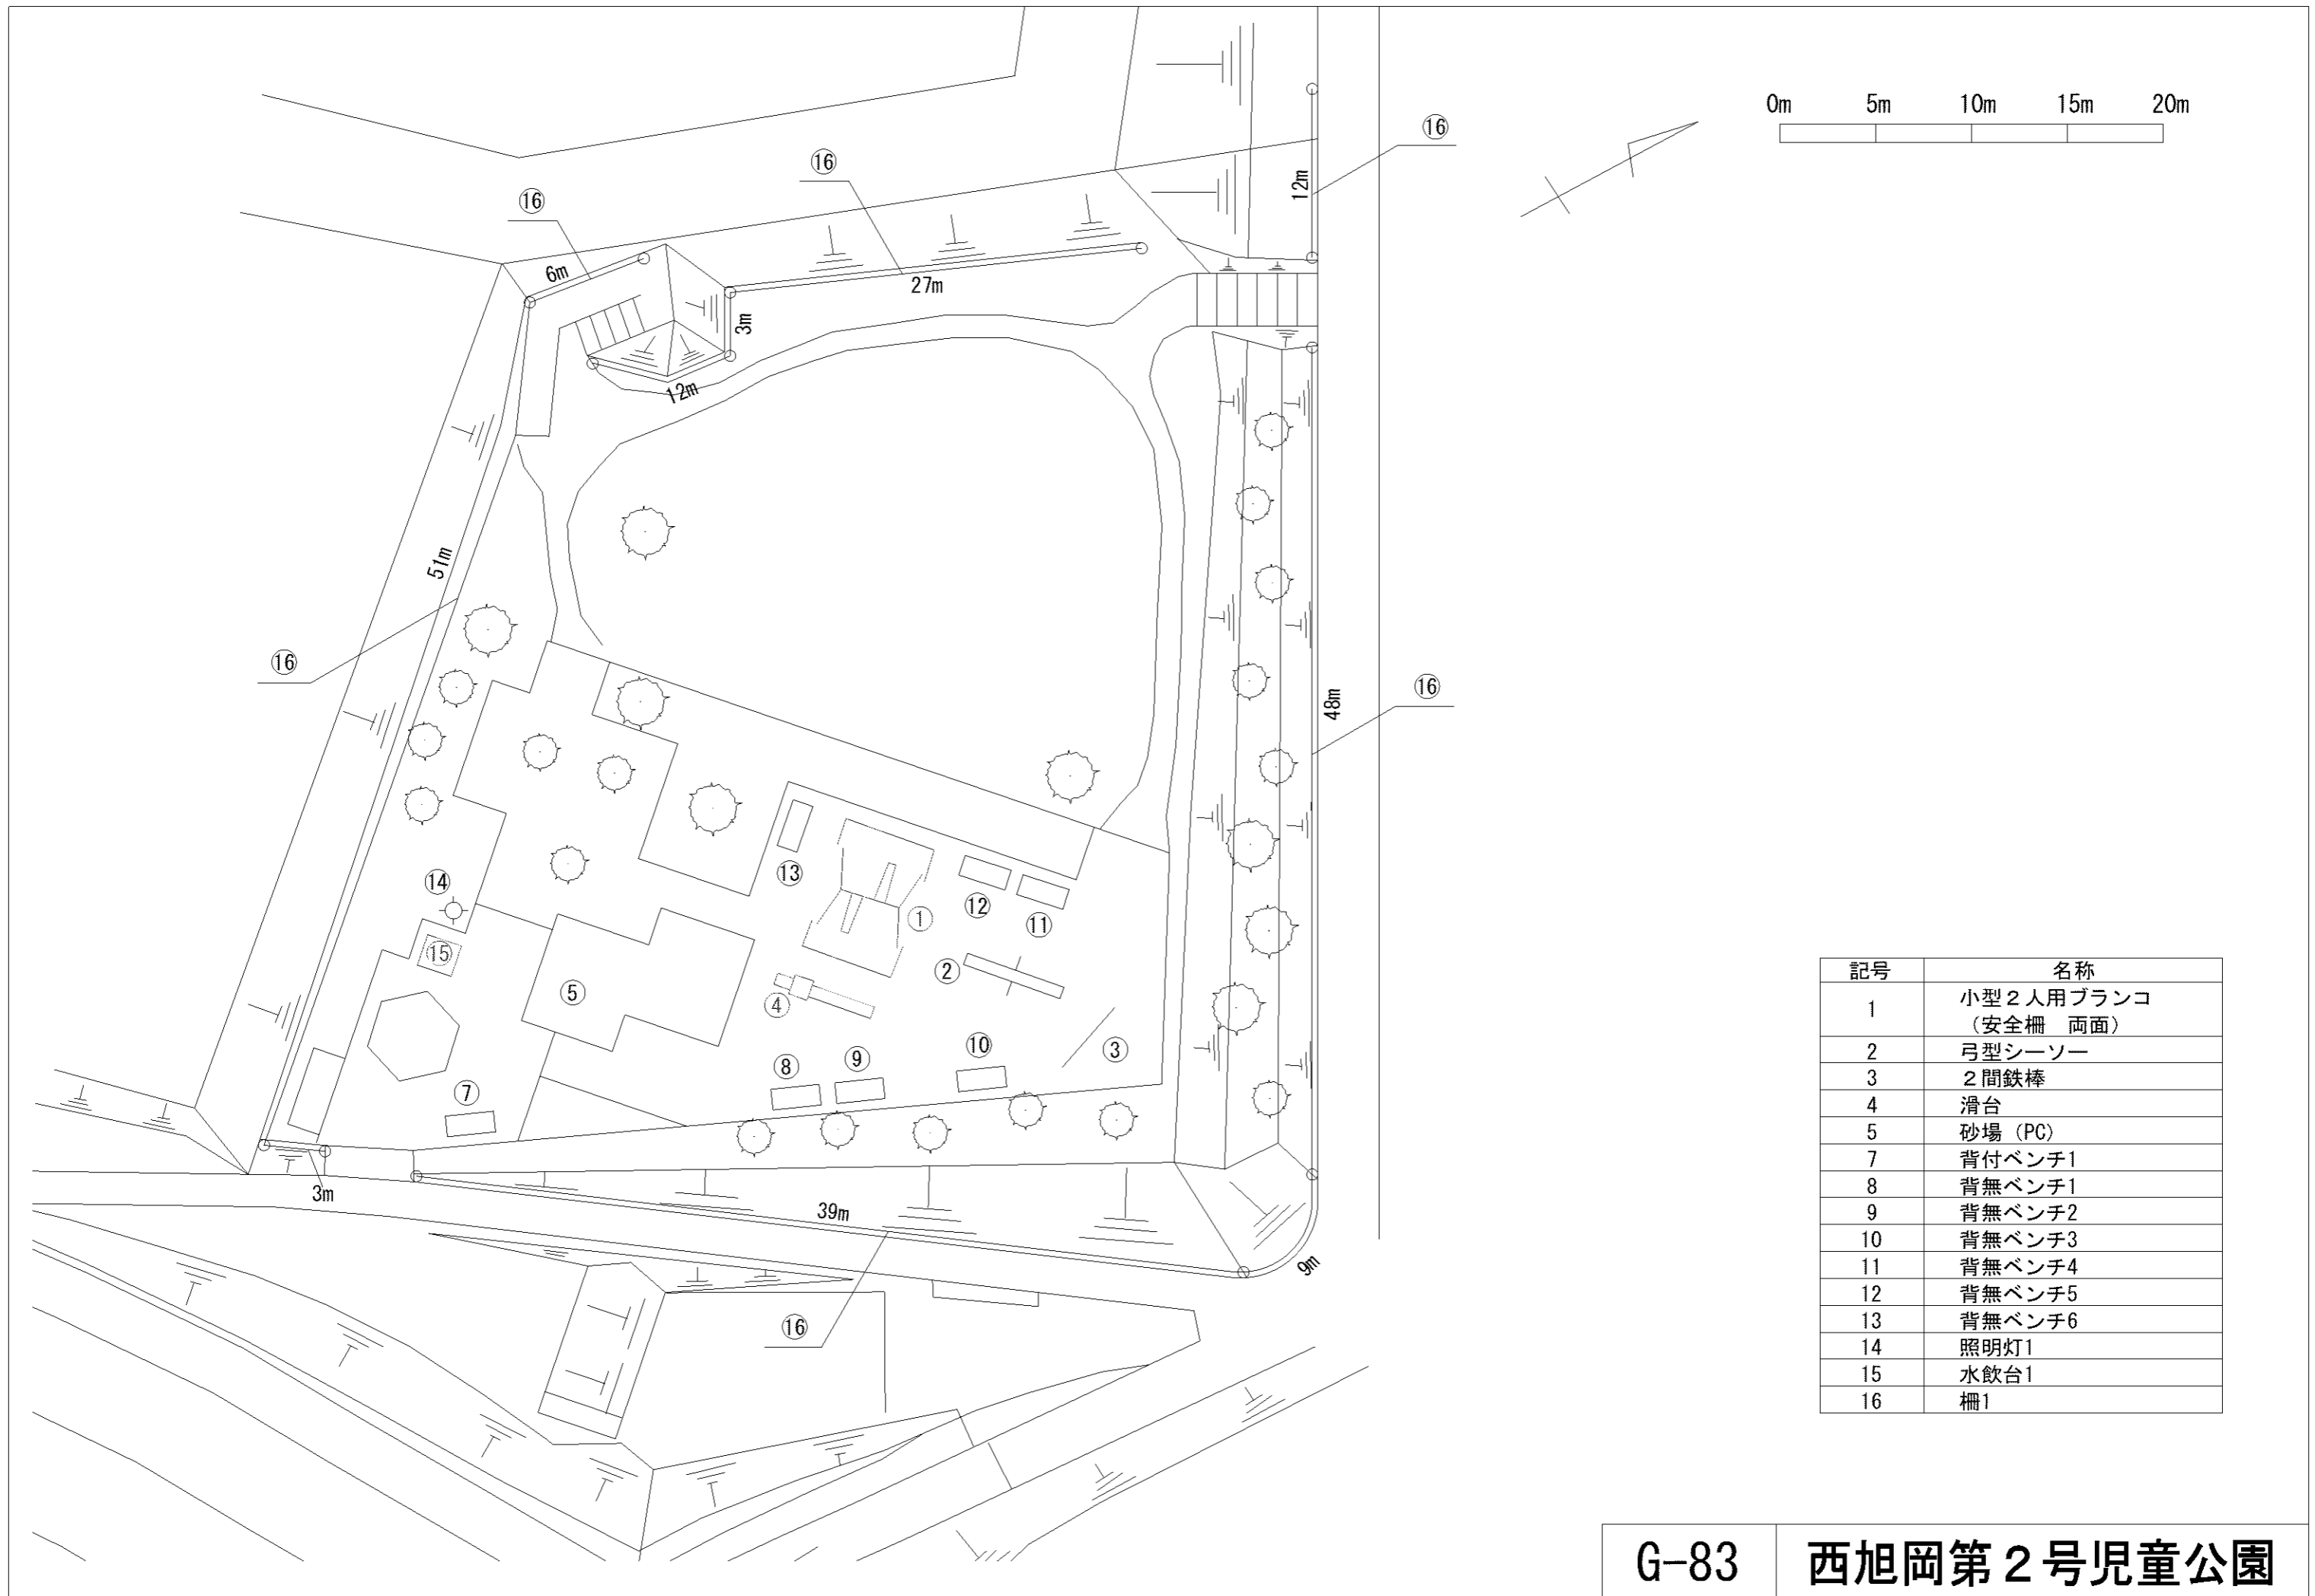 0m 5m 10m 15m 20m
⑯
⑯
⑯
12m
6m
27m
3m
12m
51m
⑯
⑯
48m
⑬
⑭
⑫
①
⑪
⑮
②
⑤
④
③
⑩
⑨
⑧
⑦
3m
39m
9m
⑯
記号 名称
1 小型2人用ブランコ
(安全柵 両面)
2 弓型シーソー
3 2間鉄棒
4 滑台
5 砂場 (PC)
7 背付ベンチ1
8 背無ベンチ1
9 背無ベンチ2
10 背無ベンチ3
11 背無ベンチ4
12 背無ベンチ5
13 背無ベンチ6
14 照明灯1
15 水飲台1
16 柵1
G-83 西旭岡第2号児童公園